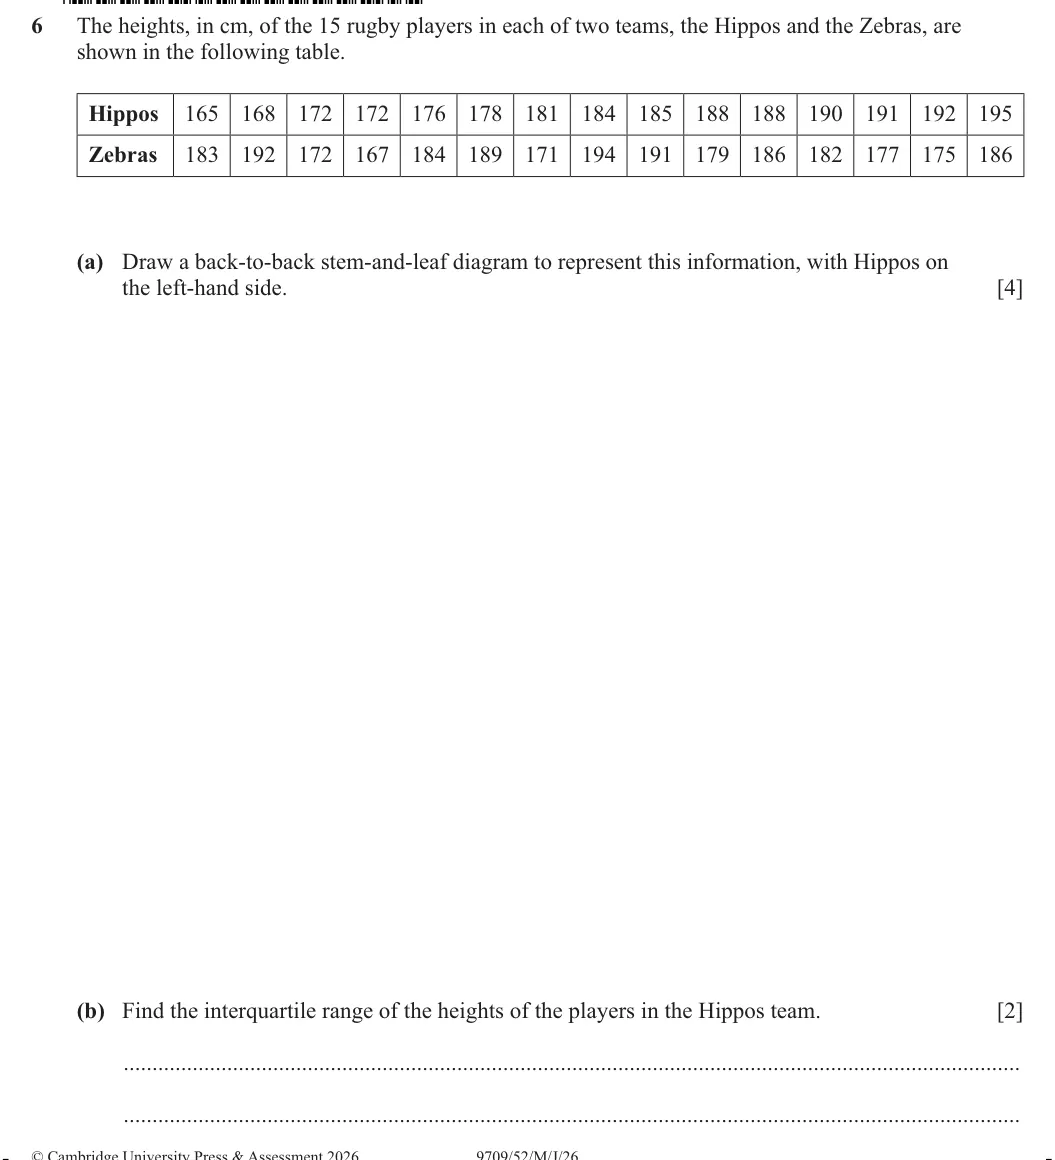 6 The heights, in cm, of the 15 rugby players in each of two teams, the Hippos and the Zebras, are
shown in the following table.
Hippos 165 168 172 172 176 178 181 184 185 188 188 190 191 192 195
Zebras 183 192 172 167 184 189 171 194 191 179 186 182 177 175 186
(a) Draw a back-to-back stem-and-leaf diagram to represent this information, with Hippos on
the left-hand side. [4]
(b) Find the interquartile range of the heights of the players in the Hippos team. [2]
© Cambridge University Press & Assessment 2026 9709/52/M/J/26